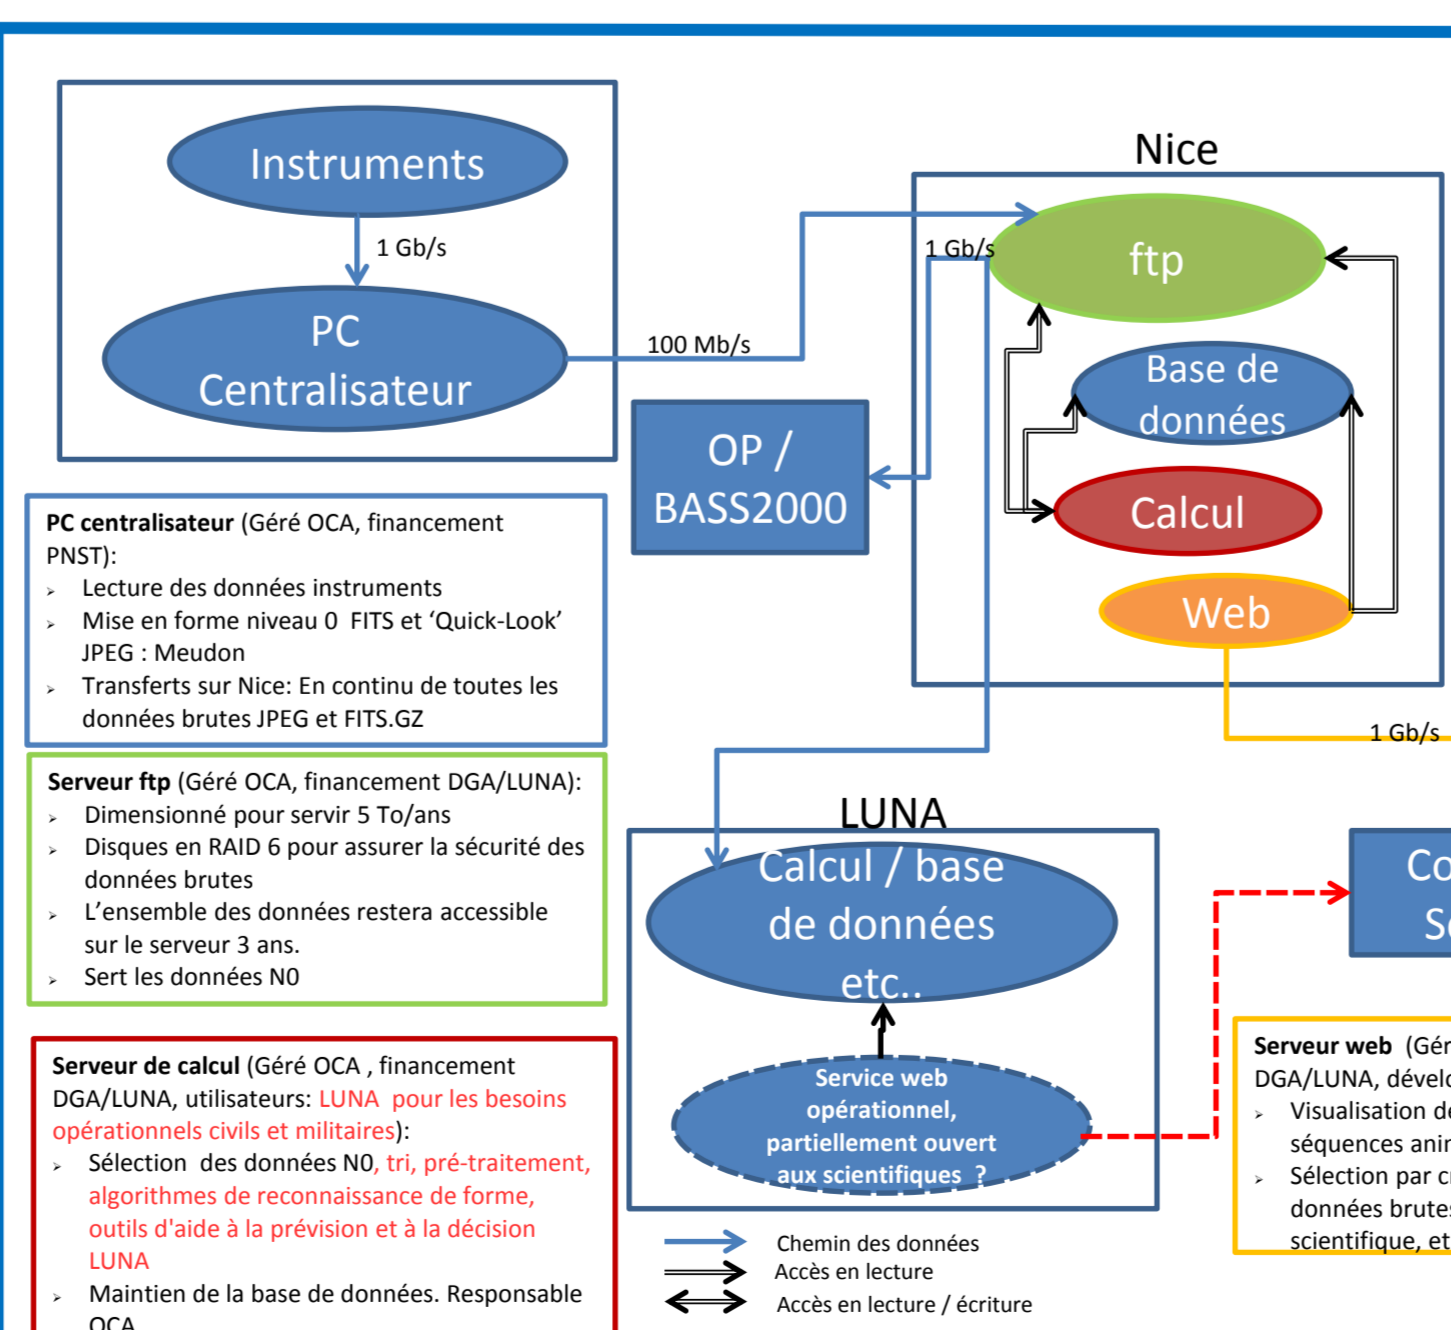 Instruments
1 Gb/s
PC
Centralisateur
100 Mb/s
Nice
1 Gb/s
ftp
Base de
données
Calcul
Web
1 Gb/s
OP /
BASS2000
PC centralisateur (Géré OCA, financement
PNST):
➢ Lecture des données instruments
➢ Mise en forme niveau 0 FITS et ‘Quick-Look’
JPEG : Meudon
➢ Transferts sur Nice: En continu de toutes les
données brutes JPEG et FITS.GZ
Serveur ftp (Géré OCA, financement DGA/LUNA):
➢ Dimensionné pour servir 5 To/ans
➢ Disques en RAID 6 pour assurer la sécurité des
données brutes
➢ L’ensemble des données restera accessible
sur le serveur 3 ans.
➢ Sert les données N0
Serveur de calcul (Géré OCA , financement
DGA/LUNA, utilisateurs: LUNA pour les besoins
opérationnels civils et militaires):
➢ Sélection des données N0, tri, pré-traitement,
algorithmes de reconnaissance de forme,
outils d'aide à la prévision et à la décision
LUNA
➢ Maintien de la base de données. Responsable
OCA
LUNA
Calcul / base
de données
etc..
Service web
opérationnel,
partiellement ouvert
aux scientifiques ?
Chemin des données
Accès en lecture
Accès en lecture / écriture
Serveur web (Gér
DGA/LUNA, dévelo
➢ Visualisation de
séquences
➢ Sélection par
données brutes
scientifique, et